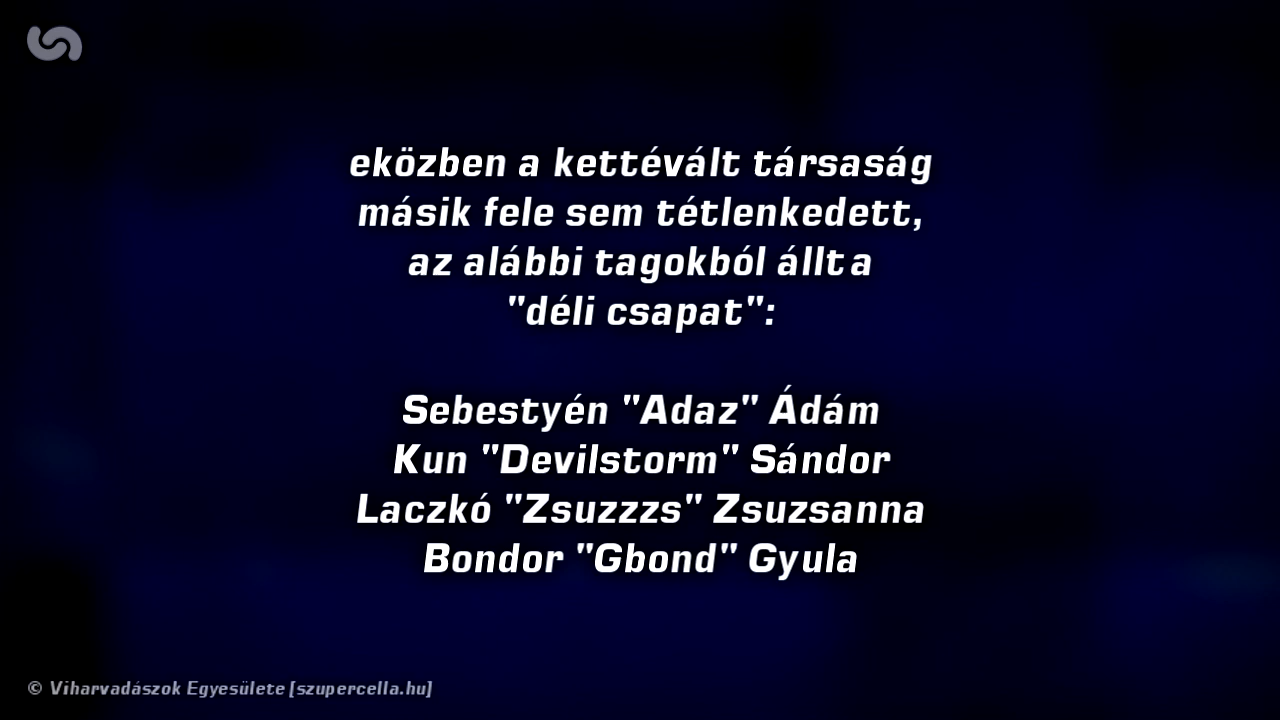 eközben a kettévált társaság
másik fele sem tétlenkedett,
az alábbi tagokból állt a
"déli csapat":
Sebestyén "Adaz" Ádám
Kun "Devilstorm" Sándor
Laczkó "Zsuzzzs" Zsuzsanna
Bondor "Gbond" Gyula
© Viharvadászok Egyesülete [szupercella.hu]